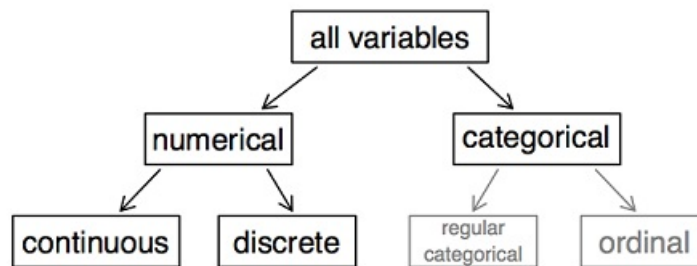 all variables
numerical
categorical
continuous
discrete
regular
categorical
ordinal